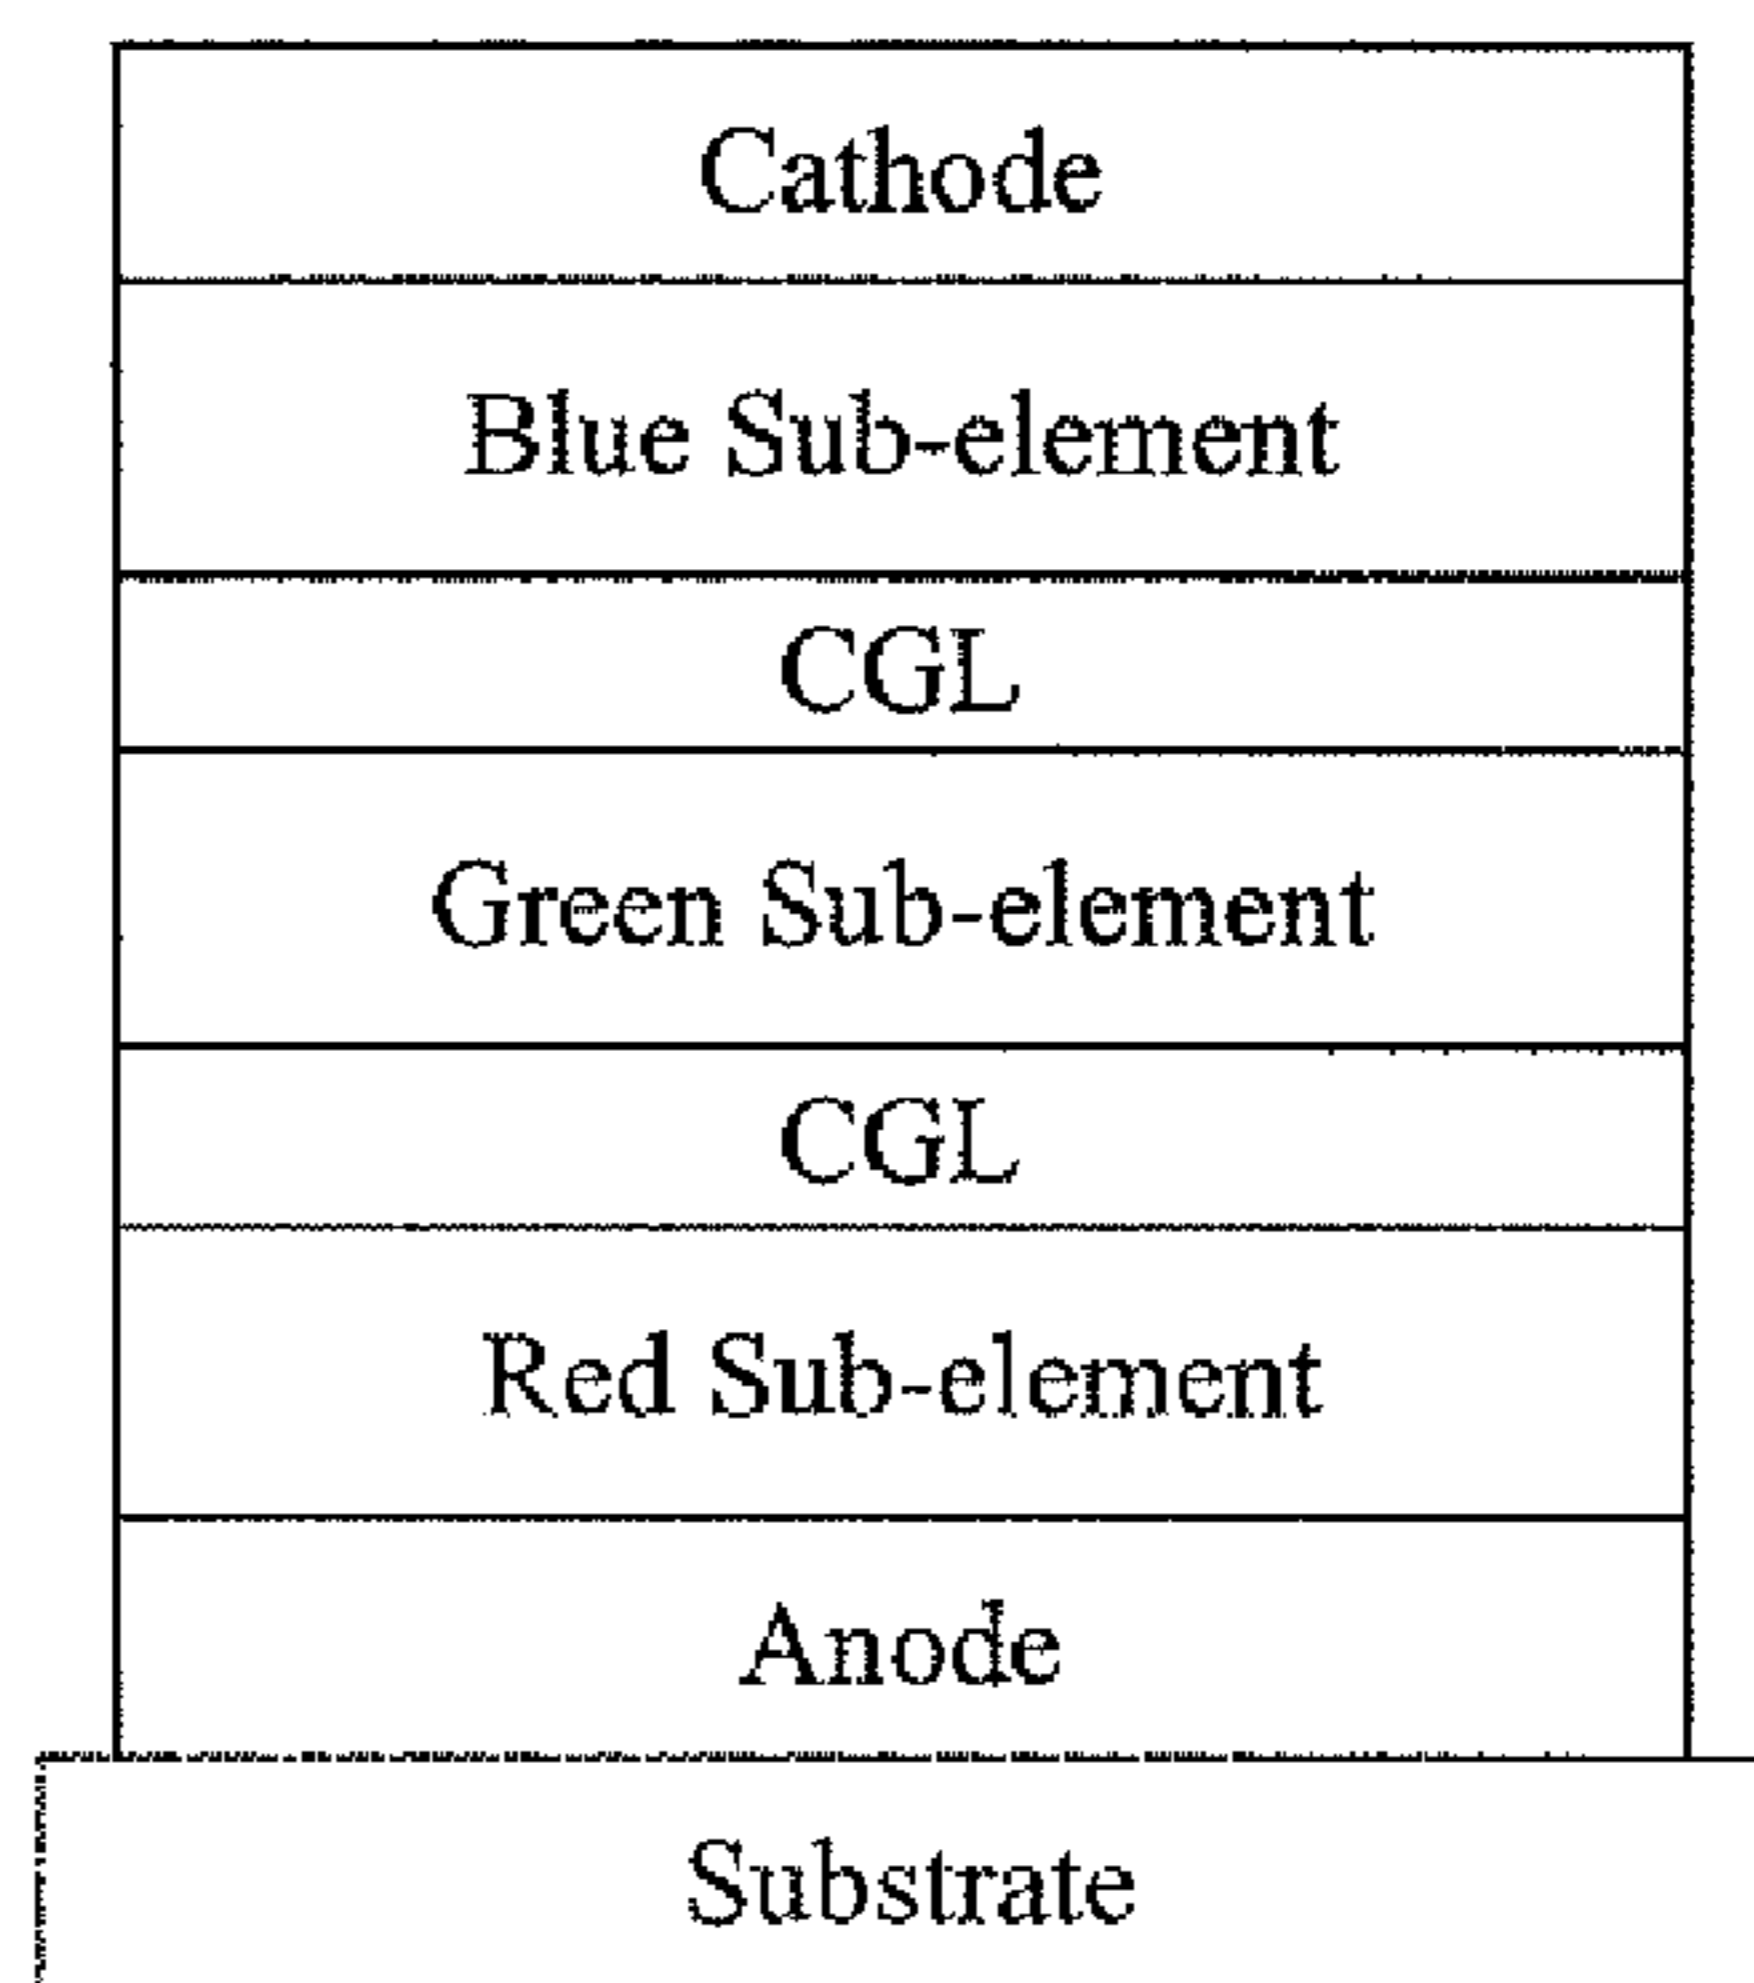 Cathode
Blue Sub-element
CGL
Green Sub-element
CGL
Red Sub-element
Anode
Substrate